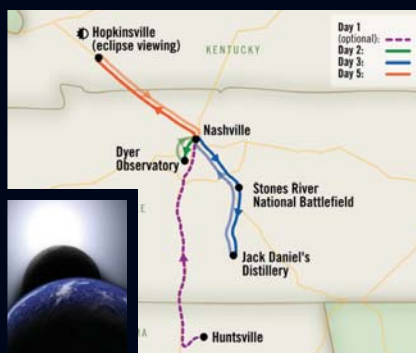 Hopkinsville
(eclipse viewing)
KENTUCKY
Day 1
(optional):
Day 2:
Day 3:
Day 5:
Nashville
Dyer
Observatory
Stones River
National Battlefield
Jack Daniel's
Distillery
Huntsville